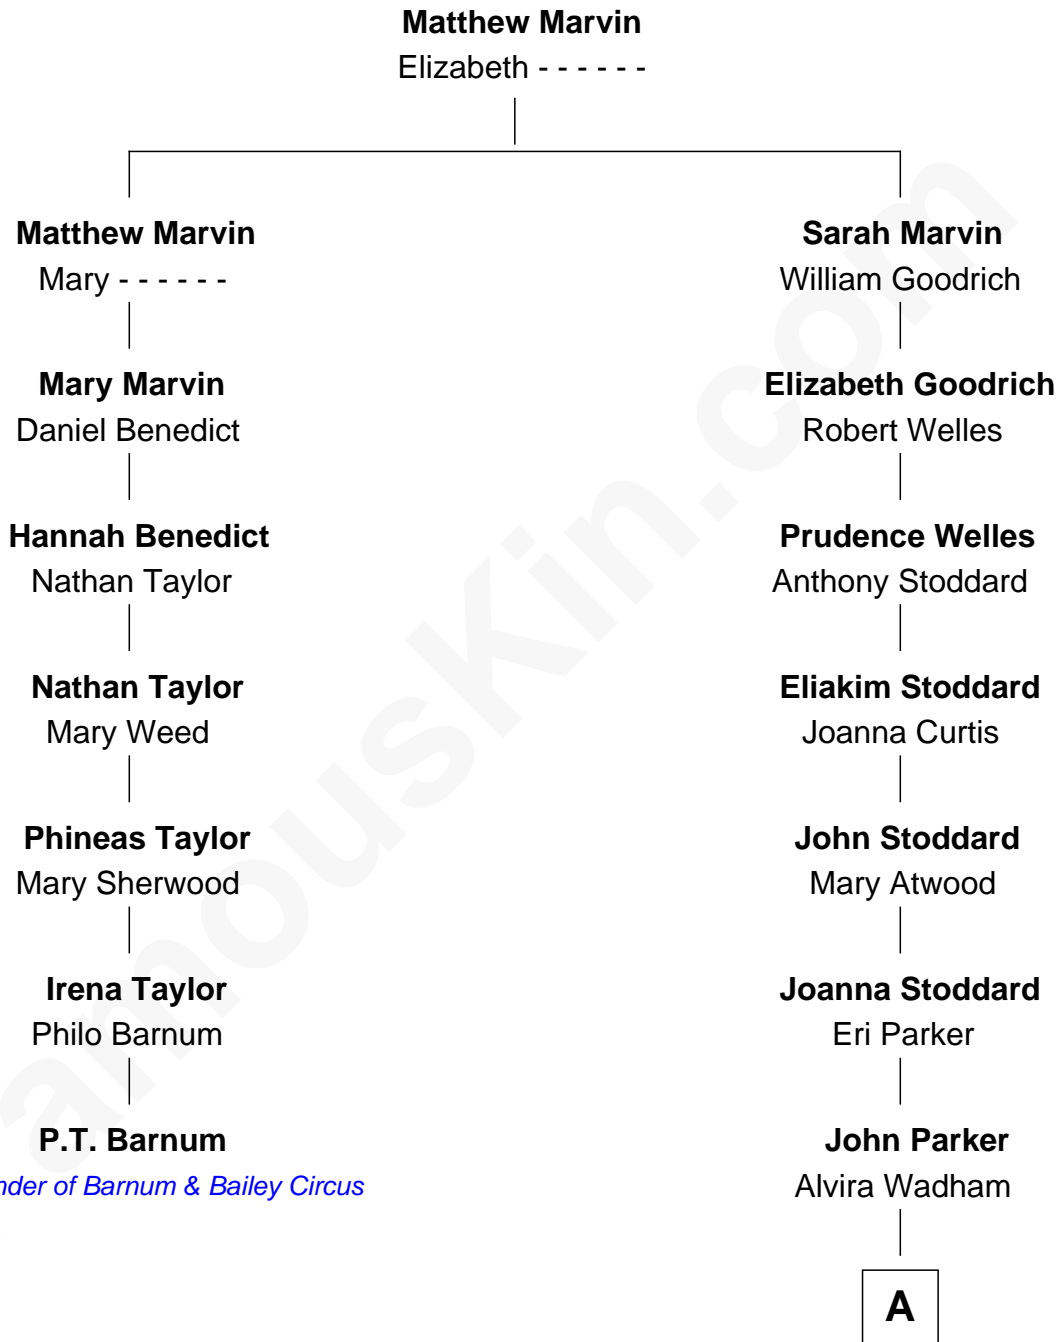 Matthew Marvin
Elizabeth - - - - - -
Matthew Marvin
Mary - - - - - -
Sarah Marvin
William Goodrich
Mary Marvin
Daniel Benedict
Elizabeth Goodrich
Robert Welles
Hannah Benedict
Nathan Taylor
Prudence Welles
Anthony Stoddard
Nathan Taylor
Mary Weed
Eliakim Stoddard
Joanna Curtis
Phineas Taylor
Mary Sherwood
John Stoddard
Mary Atwood
Irena Taylor
Philo Barnum
Joanna Stoddard
Eri Parker
P.T. Barnum
nder of Barnum & Bailey Circus
John Parker
Alvira Wadham
A
amouskin.com